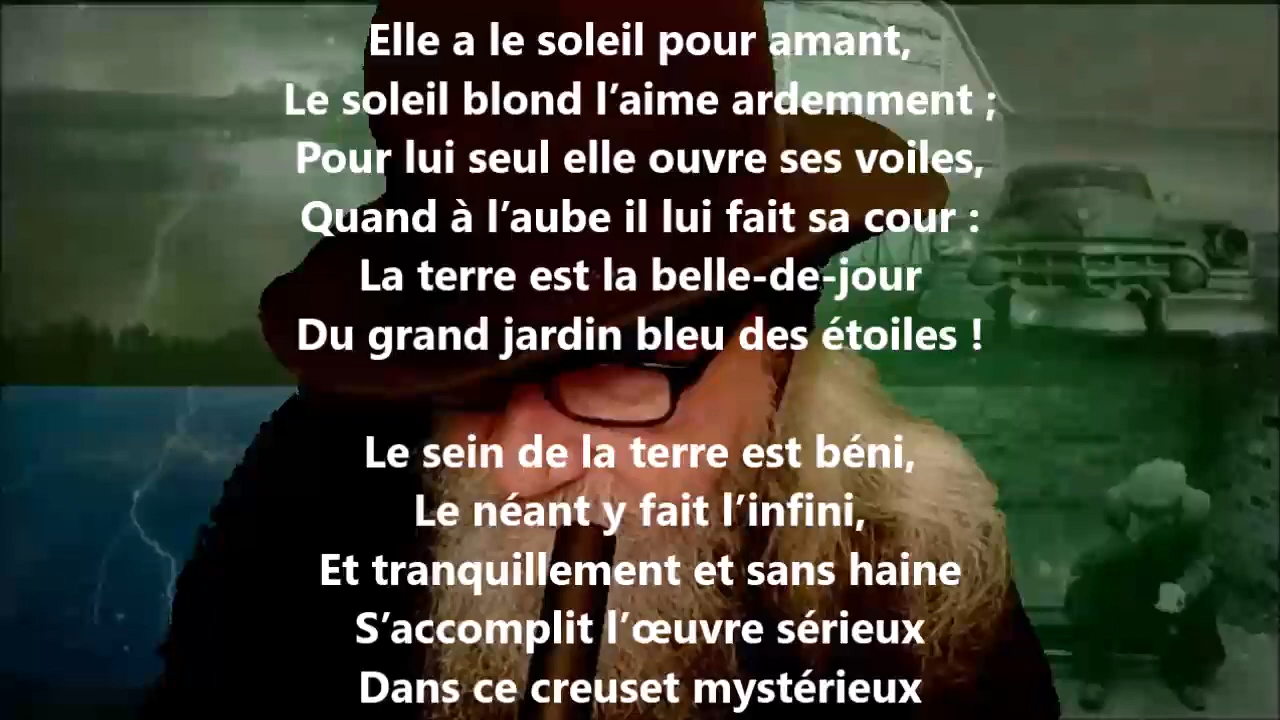 Elle a le soleil pour amant,
Le soleil blond l’aime ardemment ;
Pour lui seul elle ouvre ses voiles,
Quand à l’aube il lui fait sa cour :
La terre est la belle-de-jour
Du grand jardin bleu des étoiles !
Le sein de la terre est béni,
Le néant y fait l’infini,
Et tranquillement et sans haine
S’accomplit l’œuvre sérieux
Dans ce creuset mystérieux